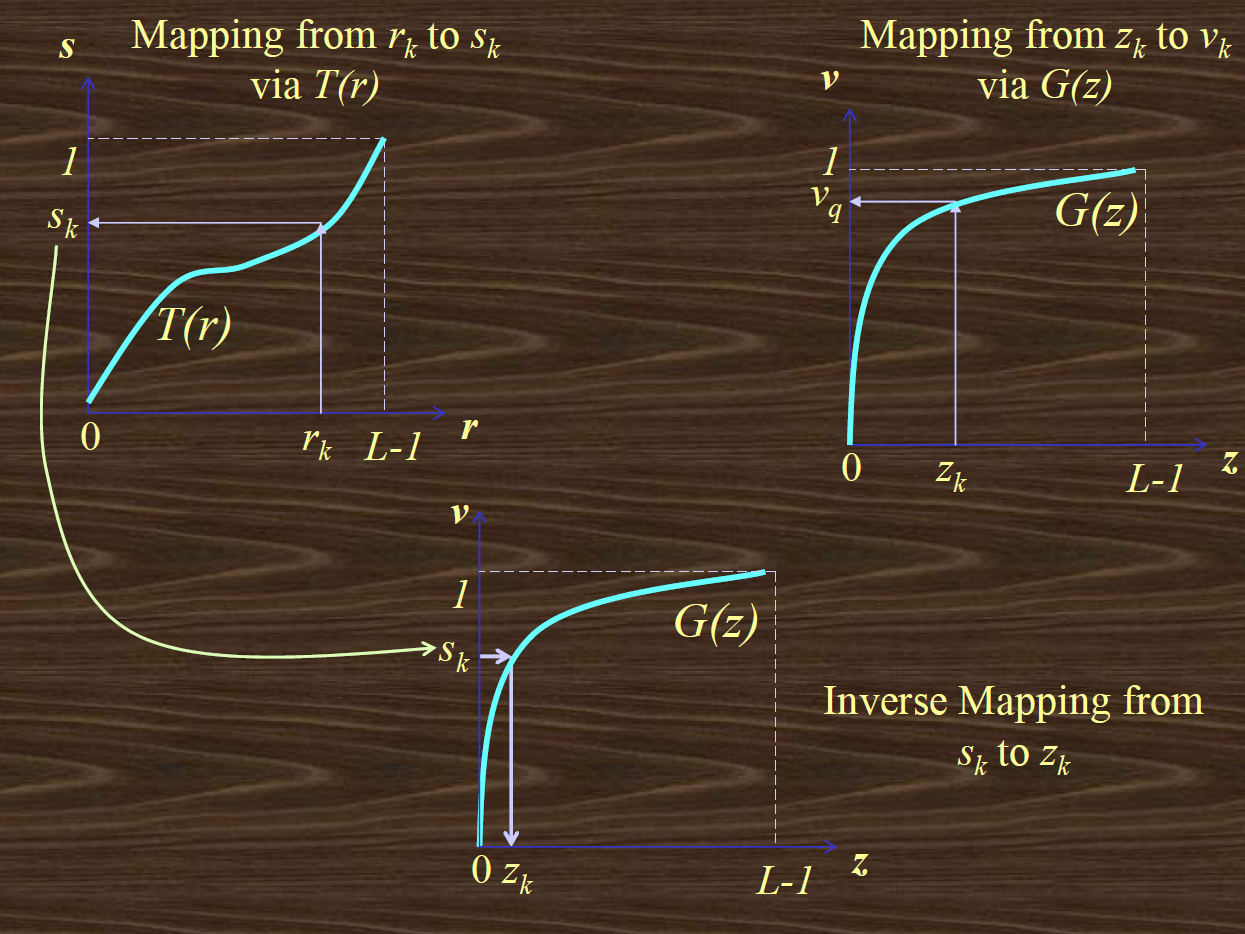 Mapping from r_k to s_k
via T(r)
s
1
s_k
T(r)
0
r_k
L-1
r
Mapping from z_k to v_k
via G(z)
v
1
v_q
G(z)
0
z_k
L-1
z
v
1
G(z)
s_k
0
z_k
L-1
z
Inverse Mapping from
s_k to z_k